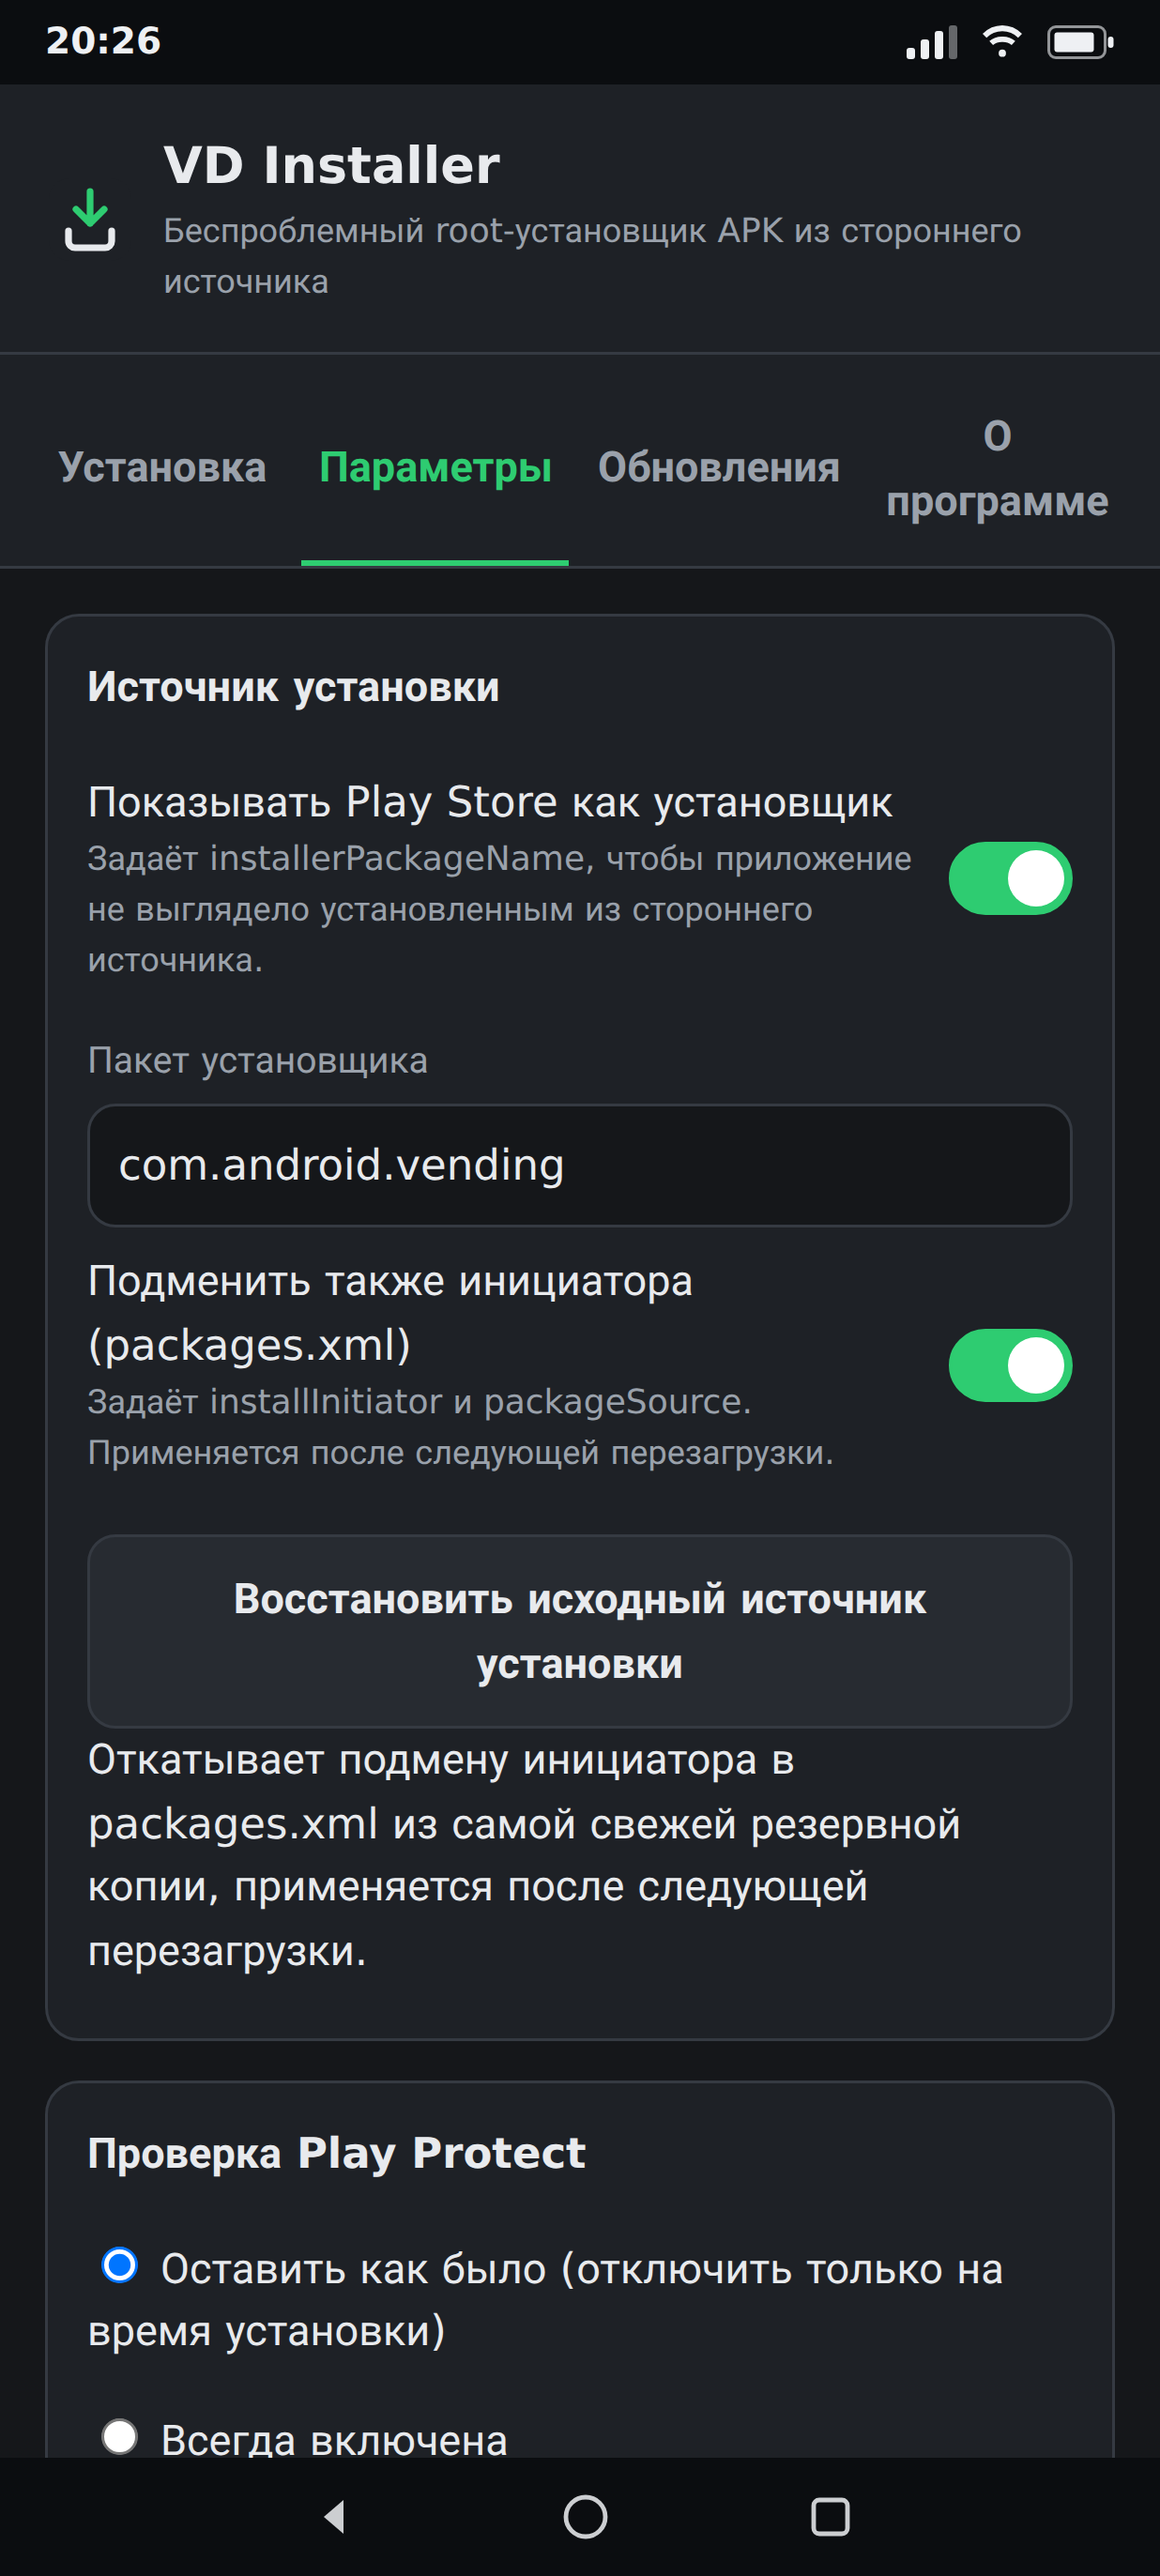 20:26
VD Installer
Беспроблемный root-установщик APK из стороннего
источника
Установка
Параметры
Обновления
О
программе
Источник установки
Показывать Play Store как установщик
Задаёт installerPackageName, чтобы приложение
не выглядело установленным из стороннего
источника.
Пакет установщика
com.android.vending
Подменить также инициатора
(packages.xml)
Задаёт installInitiator и packageSource.
Применяется после следующей перезагрузки.
Восстановить исходный источник
установки
Откатывает подмену инициатора в
packages.xml из самой свежей резервной
копии, применяется после следующей
перезагрузки.
Проверка Play Protect
Оставить как было (отключить только на
время установки)
Всегда включена